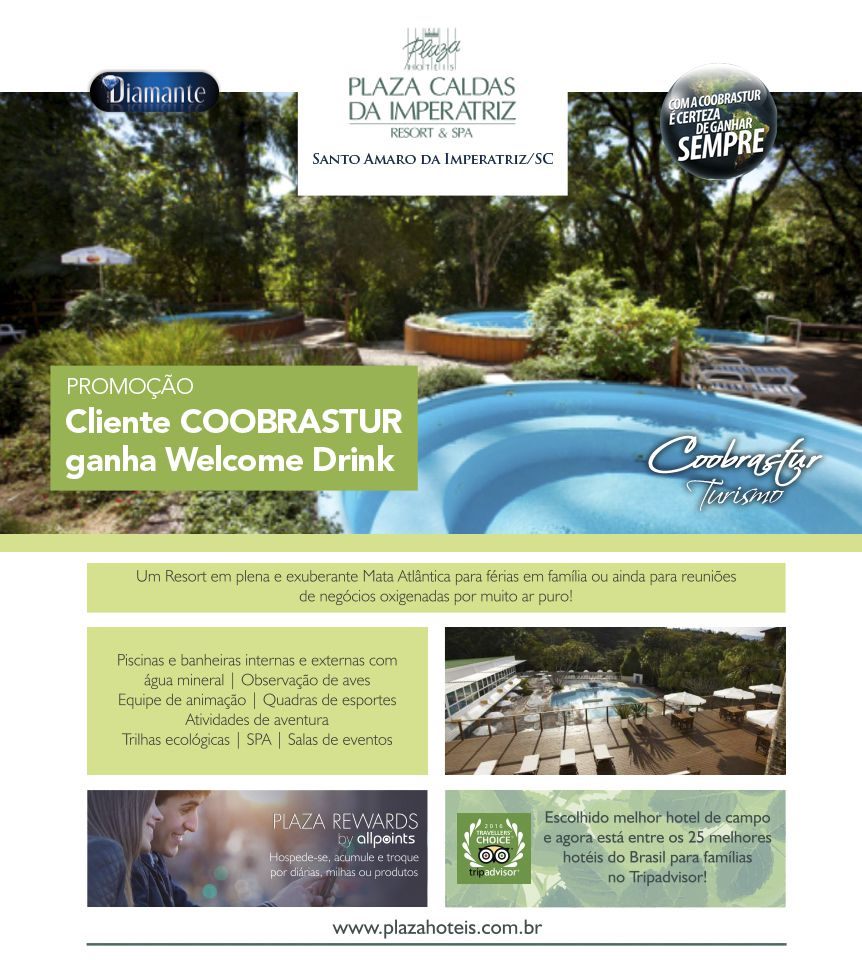 Plaza
HOTÉIS
PLAZA CALDAS
DA IMPERATRIZ
RESORT & SPA
SANTO AMARO DA IMPERATRIZ/SC
Diamante
COM A COOBRASTUR
É CERTEZA
DE GANHAR
SEMPRE
PROMOÇÃO
Cliente COOBRASTUR
ganha Welcome Drink
Coobrastur
Turismo
Um Resort em plena e exuberante Mata Atlântica para férias em família ou ainda para reuniões
de negócios oxigenadas por muito ar puro!
Piscinas e banheiras internas e externas com
água mineral | Observação de aves
Equipe de animação | Quadras de esportes
Atividades de aventura
Trilhas ecológicas | SPA | Salas de eventos
PLAZA REWARDS
by allpoints
Hospede-se, acumule e troque
por diárias, milhas ou produtos
2016
TRAVELLERS'
CHOICE
tripadvisor
Escolhido melhor hotel de campo
e agora está entre os 25 melhores
hotéis do Brasil para famílias
no Tripadvisor!
www.plazahoteis.com.br